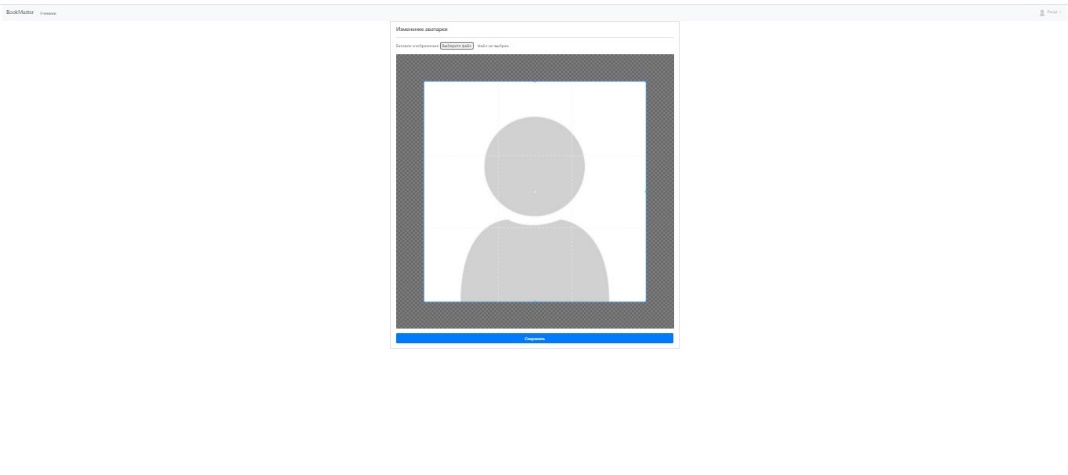 BookMaster
Изменение аватарки
Выберите файл Файл не выбран
Сохранить